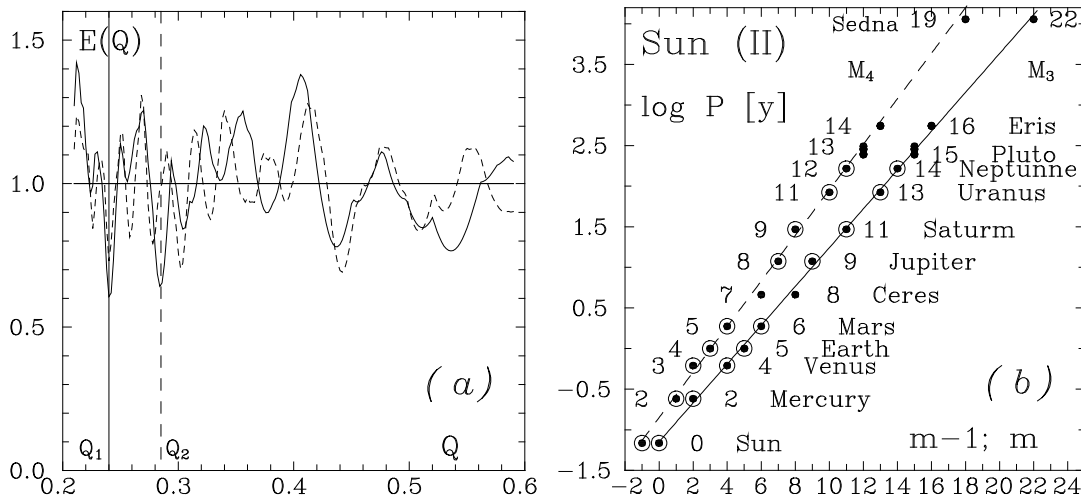 E(Q)
1.5
1.0
0.5
0.0
Q1 Q2 Q
(a)
0.2 0.3 0.4 0.5 0.6
Sun (II)
Sedna 19 22
3.5
M4 M3
log P [y]
2.5
14 16 Eris
13 15 Pluto
12 14 Neptunne
11 13 Uranus
1.5
9 11 Saturm
8 9 Jupiter
0.5
7 8 Ceres
5 6 Mars
4 5 Earth
3 4 Venus
-0.5
2 2 Mercury
(b)
0 Sun m-1; m
-1.5
-2 0 2 4 6 8 10 12 14 16 18 20 22 24